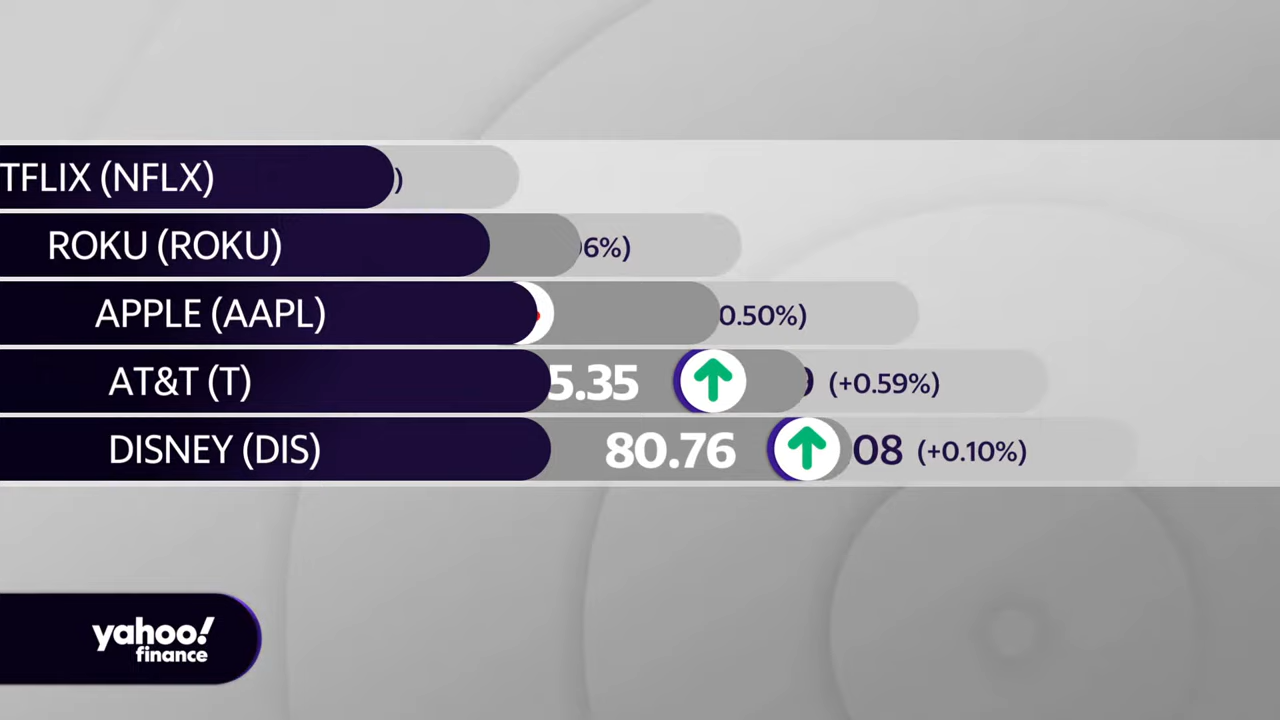 TFLIX (NFLX) )
ROKU (ROKU) 6%)
APPLE (AAPL) 0.50%)
AT&T (T) 5.35 (+0.59%)
DISNEY (DIS) 80.76 08 (+0.10%)
yahoo!
finance